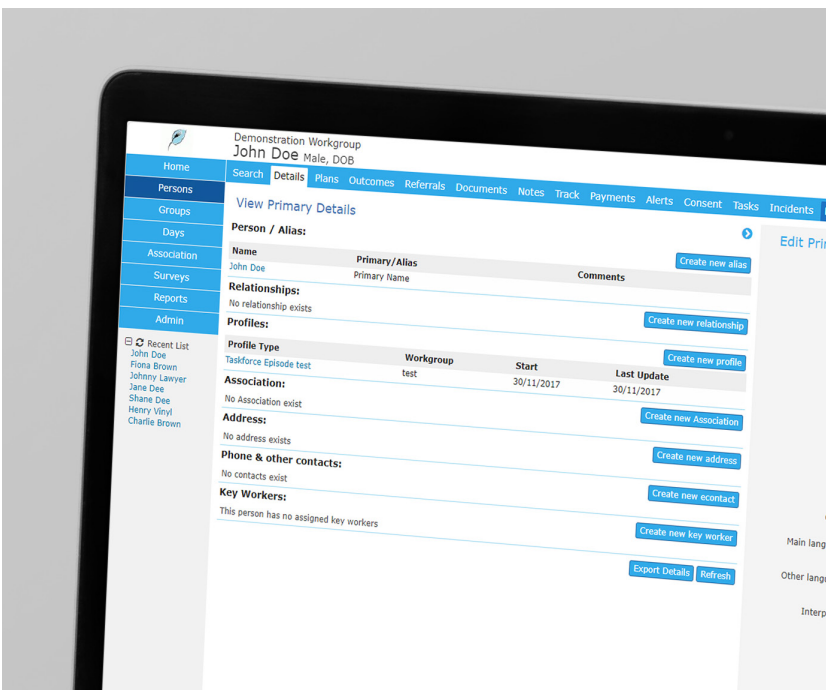 Demonstration Workgroup
John Doe Male, DOB
Home
Persons
Groups
Days
Association
Surveys
Reports
Admin
Recent List
John Doe
Fiona Brown
Johnny Lawyer
Jane Dee
Shane Dee
Henry Vinyl
Charlie Brown
Search Details Plans Outcomes Referrals Documents Notes Track Payments Alerts Consent Tasks Incidents
View Primary Details
Person / Alias:
Create new alias
Name Primary/Alias Comments
John Doe Primary Name
Relationships:
Create new relationship
No relationship exists
Profiles:
Create new profile
Profile Type Workgroup Start Last Update
Taskforce Episode test test 30/11/2017 30/11/2017
Association:
Create new Association
No Association exist
Address:
Create new address
No address exists
Phone & other contacts:
Create new econtact
No contacts exist
Key Workers:
Create new key worker
This person has no assigned key workers
Export Details Refresh
Edit Pri
Main lang
Other lang
Interp